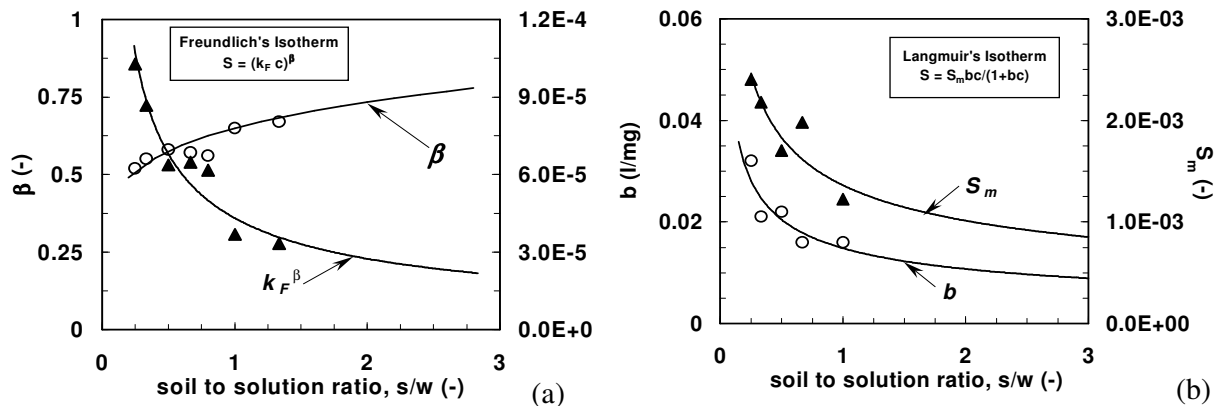 1
0.75
0.5
0.25
0
β (-)
Freundlich's Isotherm
S = (k_F c)^β
β
k_F^β
1.2E-4
9.0E-5
6.0E-5
3.0E-5
0.0E+0
0 1 2 3
soil to solution ratio, s/w (-)
(a)
0.06
0.04
0.02
0
b (l/mg)
Langmuir's Isotherm
S = S_mbc/(1+bc)
S_m
b
3.0E-03
2.0E-03
1.0E-03
0.0E+00
S_m (-)
0 1 2 3
soil to solution ratio, s/w (-)
(b)